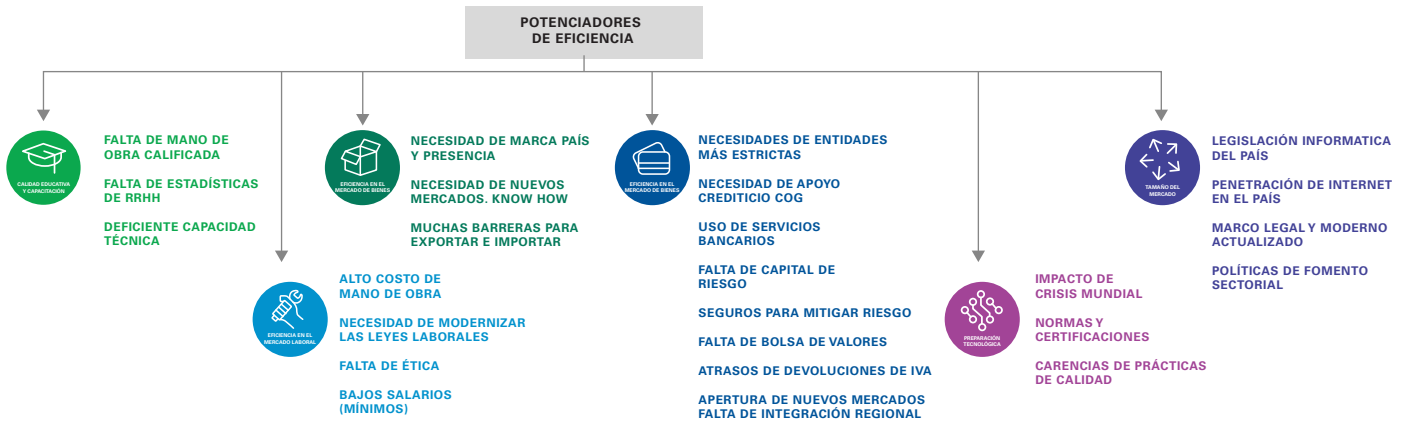 POTENCIADORES
DE EFICIENCIA
CALIDAD EDUCATIVA
Y CAPACITACIÓN
FALTA DE MANO DE
OBRA CALIFICADA
FALTA DE ESTADÍSTICAS
DE RRHH
DEFICIENTE CAPACIDAD
TÉCNICA
EFICIENCIA EN EL
MERCADO LABORAL
ALTO COSTO DE
MANO DE OBRA
NECESIDAD DE MODERNIZAR
LAS LEYES LABORALES
FALTA DE ÉTICA
BAJOS SALARIOS
(MÍNIMOS)
EFICIENCIA EN EL
MERCADO DE BIENES
NECESIDAD DE MARCA PAÍS
Y PRESENCIA
NECESIDAD DE NUEVOS
MERCADOS. KNOW HOW
MUCHAS BARRERAS PARA
EXPORTAR E IMPORTAR
EFICIENCIA EN EL
MERCADO DE BIENES
NECESIDADES DE ENTIDADES
MÁS ESTRICTAS
NECESIDAD DE APOYO
CREDITICIO COG
USO DE SERVICIOS
BANCARIOS
FALTA DE CAPITAL DE
RIESGO
SEGUROS PARA MITIGAR RIESGO
FALTA DE BOLSA DE VALORES
ATRASOS DE DEVOLUCIONES DE IVA
APERTURA DE NUEVOS MERCADOS
FALTA DE INTEGRACIÓN REGIONAL
PREPARACIÓN
TECNOLÓGICA
IMPACTO DE
CRISIS MUNDIAL
NORMAS Y
CERTIFICACIONES
CARENCIAS DE PRÁCTICAS
DE CALIDAD
TAMAÑO DEL
MERCADO
LEGISLACIÓN INFORMATICA
DEL PAÍS
PENETRACIÓN DE INTERNET
EN EL PAÍS
MARCO LEGAL Y MODERNO
ACTUALIZADO
POLÍTICAS DE FOMENTO
SECTORIAL